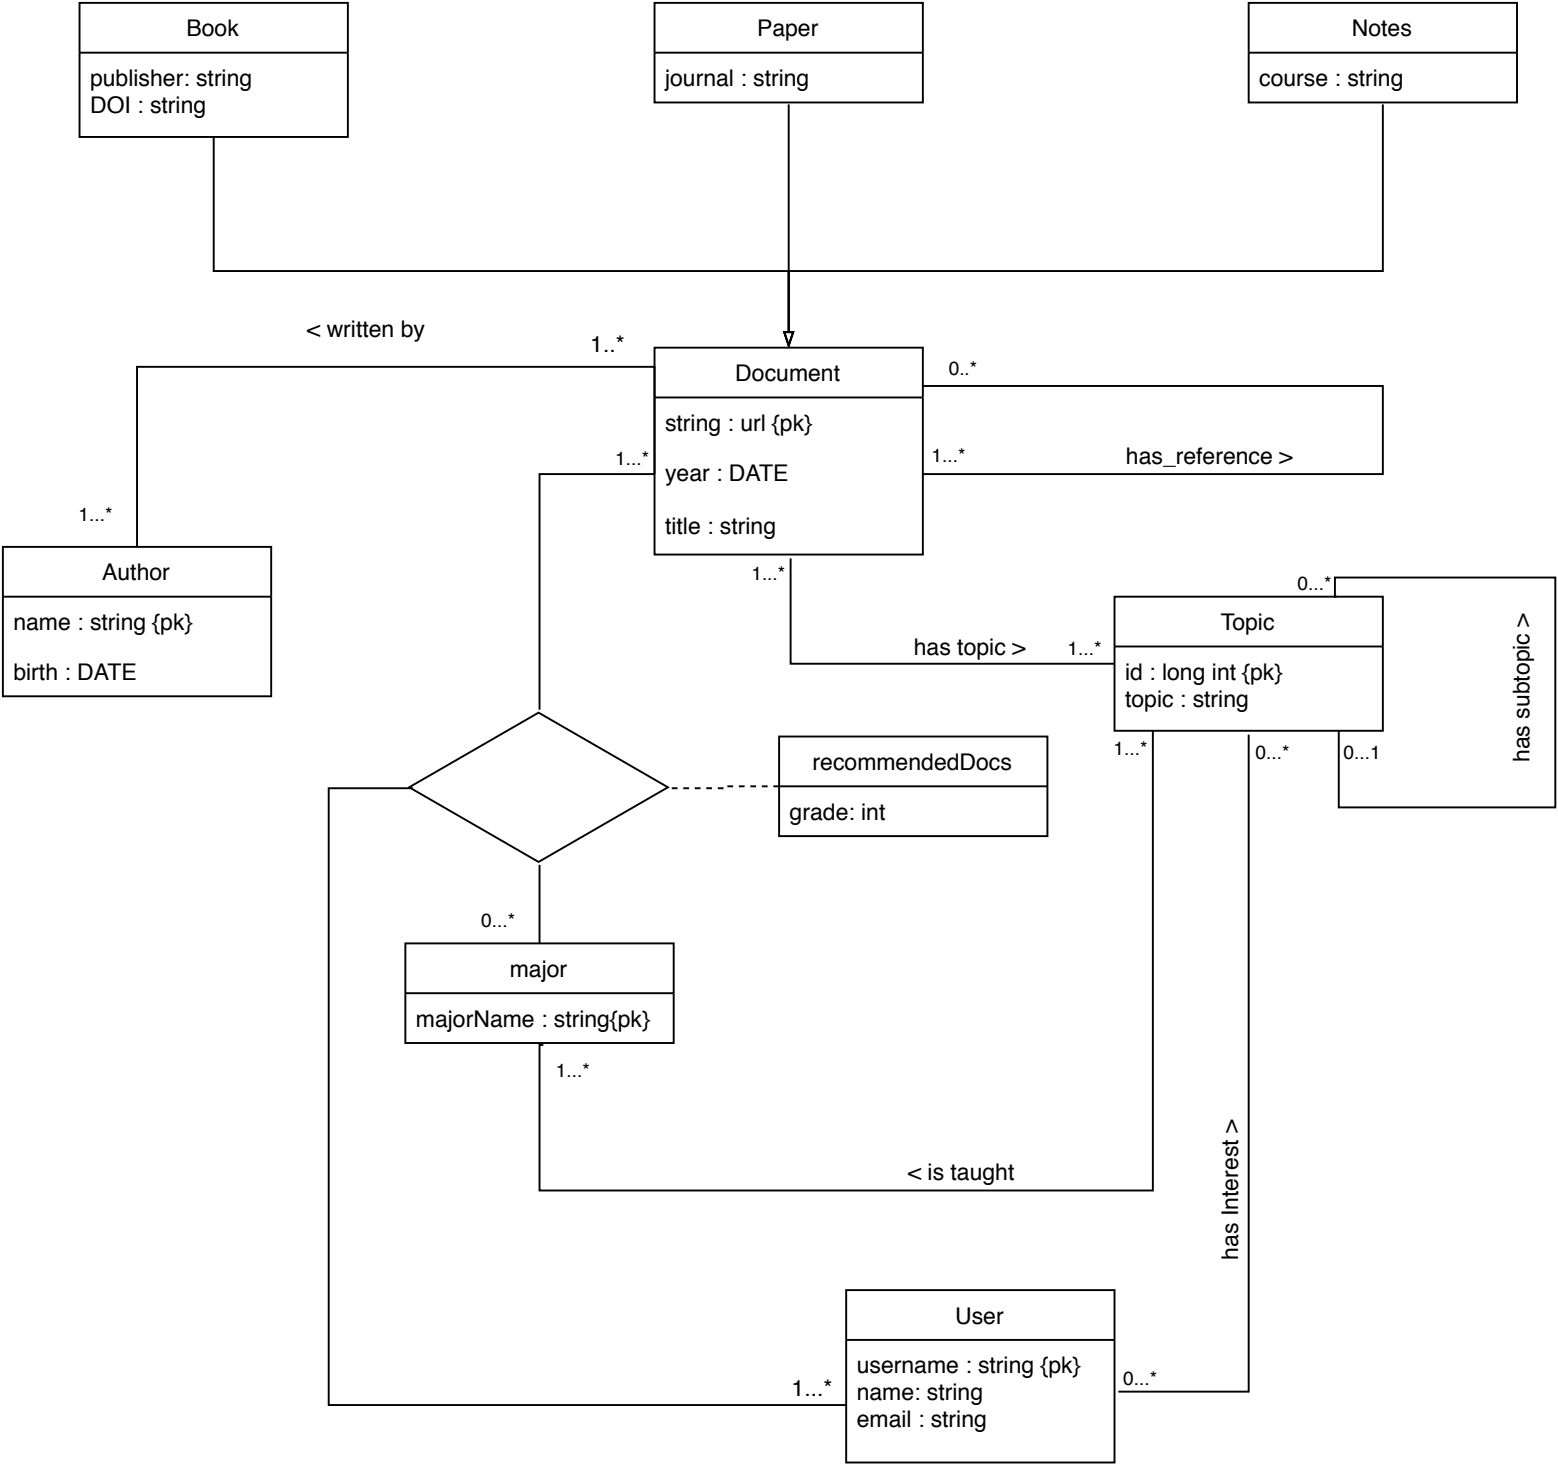 Book
publisher: string
DOI : string
Paper
journal : string
Notes
course : string
< written by
1..*
Document
string : url {pk}
year : DATE
title : string
0..*
1...*
has_reference >
1...*
1...*
Author
name : string {pk}
birth : DATE
1...*
has topic >
1...*
0...*
Topic
id : long int {pk}
topic : string
has subtopic >
1...*
0...*
0...1
recommendedDocs
grade: int
0...*
major
majorName : string{pk}
1...*
< is taught
has Interest >
User
username : string {pk}
name: string
email : string
1...*
0...*